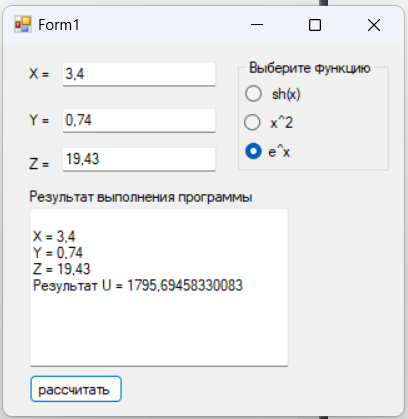 Form1
X =
3,4
Y =
0,74
Z =
19,43
Выберите функцию
sh(x)
x^2
e^x
Результат выполнения программы
X = 3,4
Y = 0,74
Z = 19,43
Результат U = 1795,69458330083
рассчитать